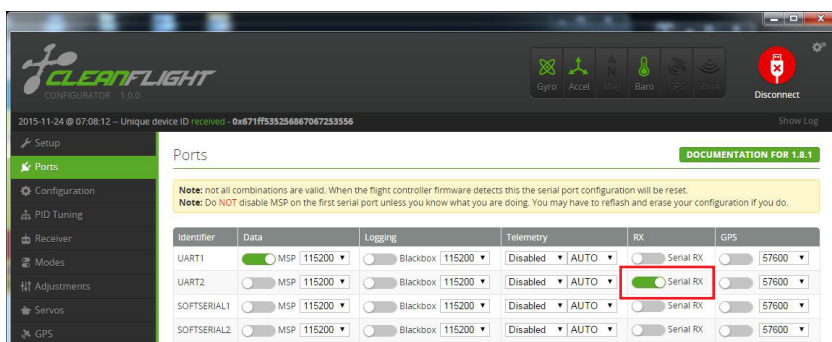 CLEANFLIGHT
CONFIGURATOR 1.0.0
Gyro Accel Mag Baro GPS Sonar
Disconnect
2015-11-24 @ 07:08:12 -- Unique device ID received - 0x671ff535256867067253556
Show Log
Setup
Ports
Configuration
PID Tuning
Receiver
Modes
Adjustments
Servos
GPS
Ports
DOCUMENTATION FOR 1.8.1
Note: not all combinations are valid. When the flight controller firmware detects this the serial port configuration will be reset.
Note: Do NOT disable MSP on the first serial port unless you know what you are doing. You may have to reflash and erase your configuration if you do.
Identifier Data Logging Telemetry RX GPS
UART1 MSP 115200 Blackbox 115200 Disabled AUTO Serial RX 57600
UART2 MSP 115200 Blackbox 115200 Disabled AUTO Serial RX 57600
SOFTSERIAL1 MSP 115200 Blackbox 115200 Disabled AUTO Serial RX 57600
SOFTSERIAL2 MSP 115200 Blackbox 115200 Disabled AUTO Serial RX 57600